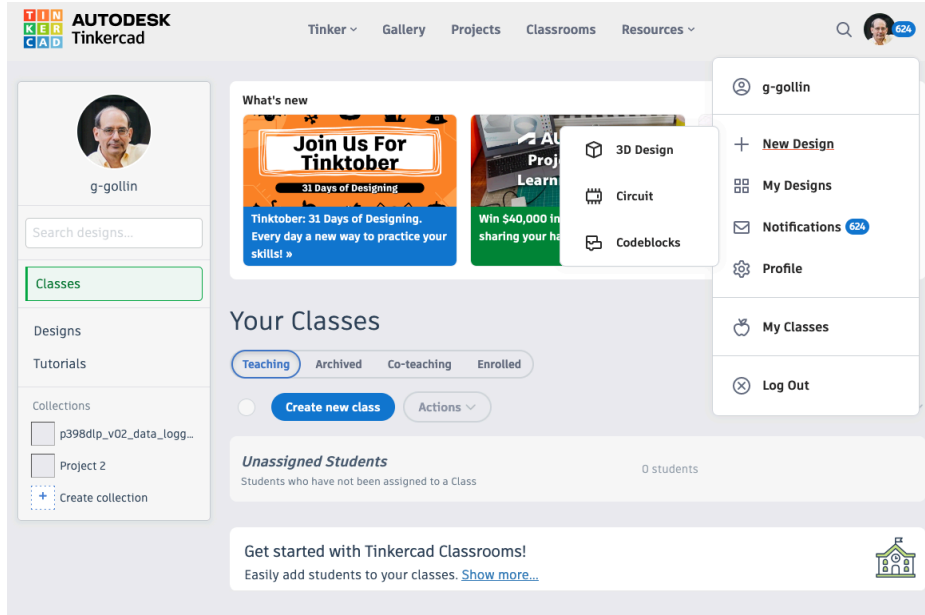 TIN
KER
CAD
AUTODESK
Tinkercad
Tinker
Gallery
Projects
Classrooms
Resources
624
g-gollin
Search designs...
Classes
Designs
Tutorials
Collections
p398dlp_v02_data_logg...
Project 2
Create collection
What's new
Join Us For
Tinktober
31 Days of Designing
Tinktober: 31 Days of Designing.
Every day a new way to practice your
skills! »
AU
Proj
Learn
Win $40,000 in
sharing your ha
3D Design
Circuit
Codeblocks
g-gollin
New Design
My Designs
Notifications 624
Profile
My Classes
Log Out
Your Classes
Teaching
Archived
Co-teaching
Enrolled
Create new class
Actions
Unassigned Students
Students who have not been assigned to a Class
0 students
Get started with Tinkercad Classrooms!
Easily add students to your classes. Show more...